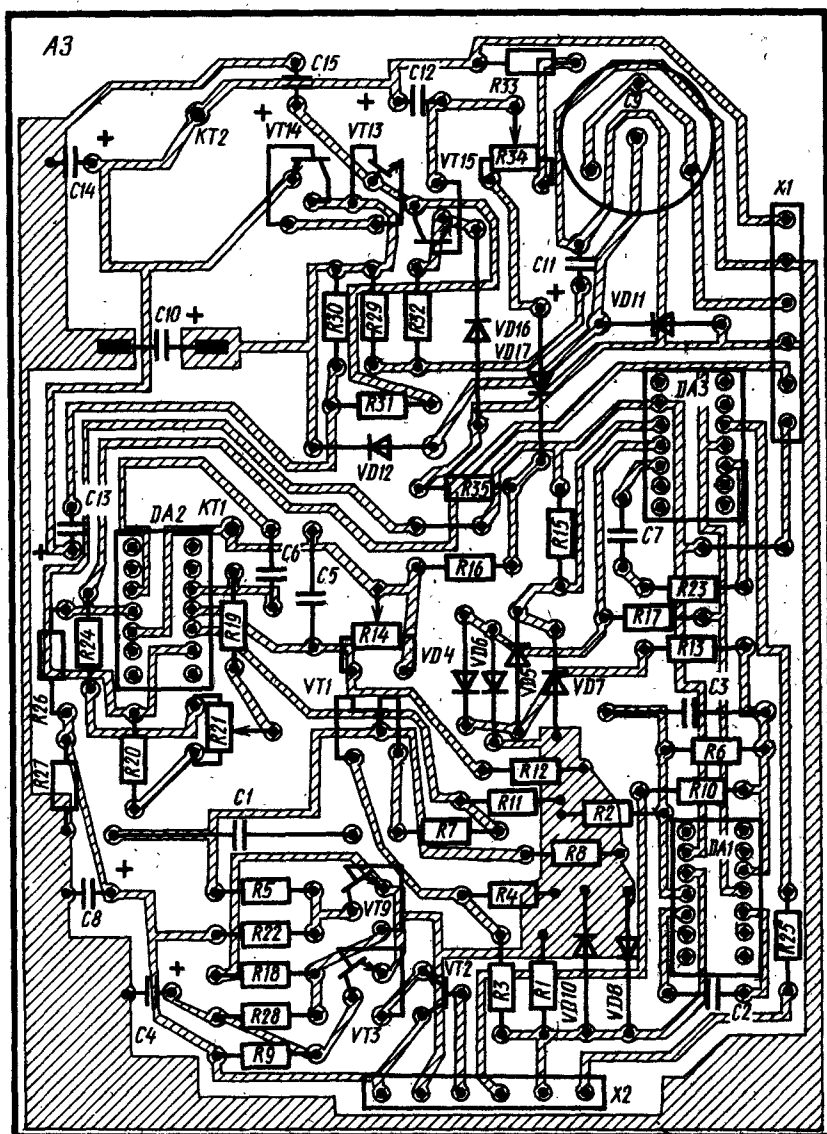 A3
C15
C12
R33
C9
КТ2
VT14
VT13
VT15
R34
X1
C14
C11
C10
R30
R29
R32
VD16
VD17
VD11
R31
DA3
VD12
R35
C13
DA2
КТ1
C6
C5
R15
C7
R16
R23
R24
R19
R14
R17
R13
VD4
VD6
VD5
VD7
R26
VT1
C3
R20
R21
R6
R27
R12
R10
C1
R11
R2
R7
R8
DA1
R5
R4
C8
VT9
R22
R25
R18
VT2
R3
R1
VD10
VD8
C2
C4
R28
VT3
R9
X2